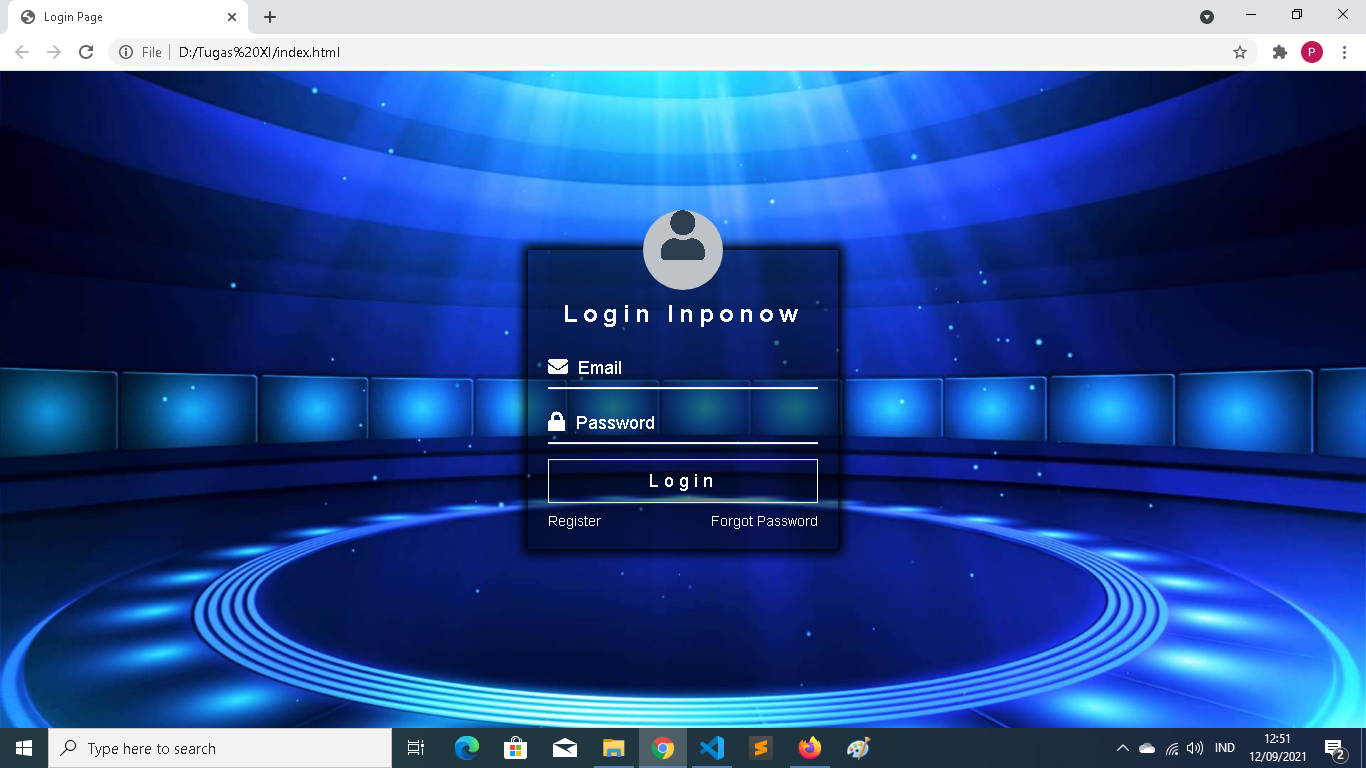 Login Page
File D:/Tugas%20XI/index.html
P
Login Inponow
Email
Password
Login
Register Forgot Password
Type here to search
IND
12:51
12/09/2021
2